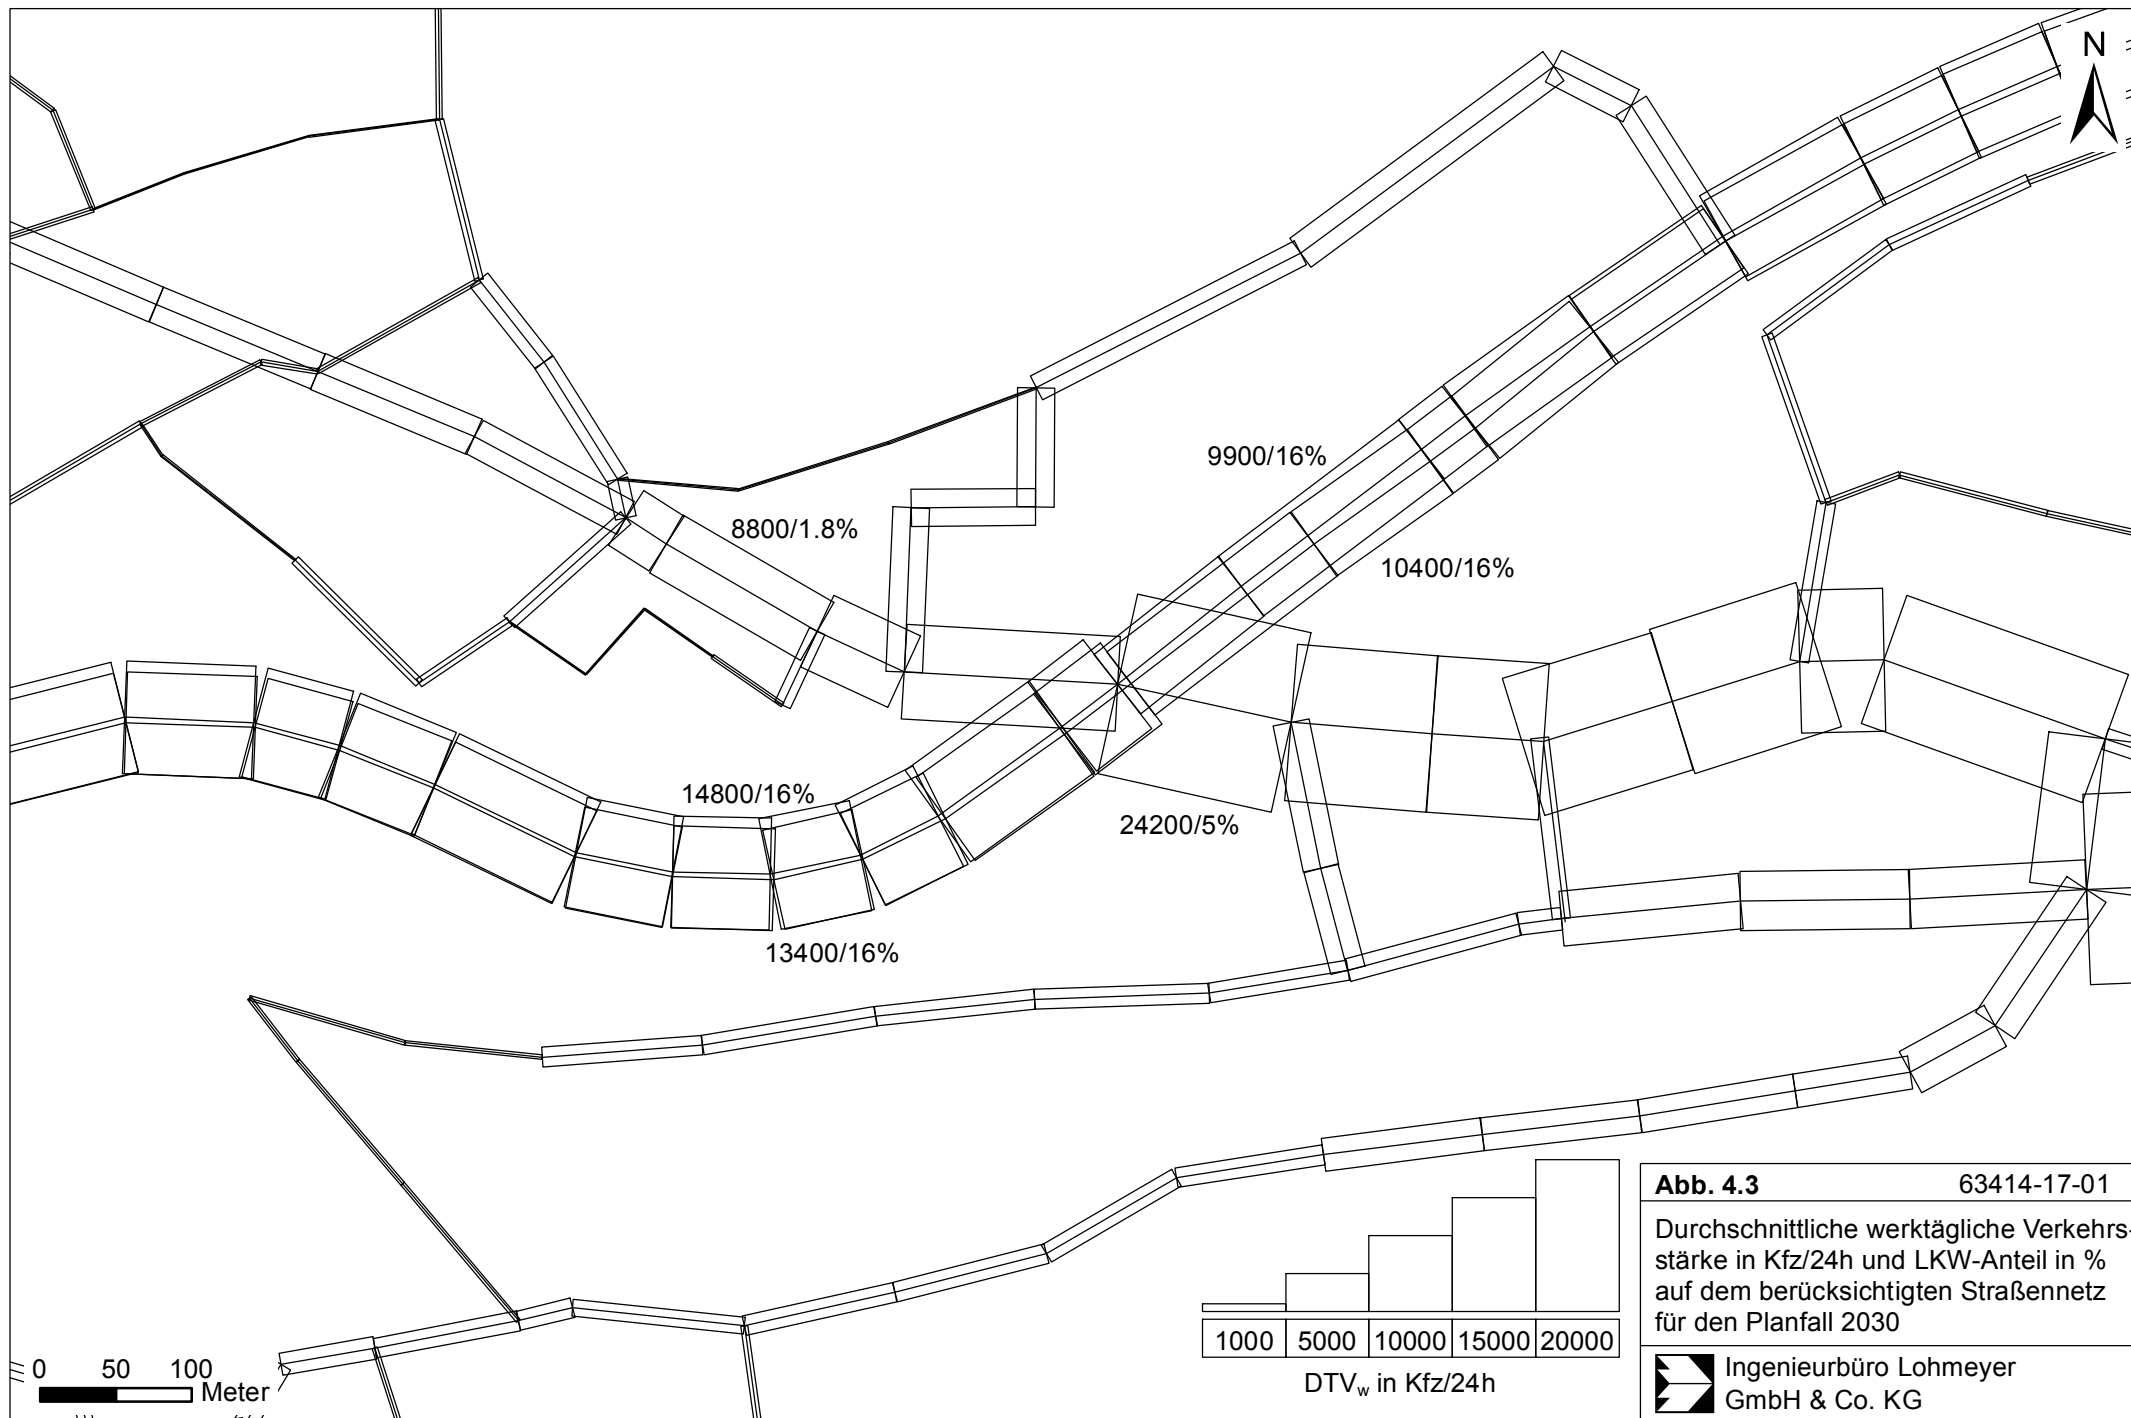 N
9900/16%
8800/1.8%
10400/16%
14800/16%
24200/5%
13400/16%
Abb. 4.3 63414-17-01
Durchschnittliche werktägliche Verkehrs-
stärke in Kfz/24h und LKW-Anteil in %
auf dem berücksichtigten Straßennetz
für den Planfall 2030
1000 5000 10000 15000 20000
DTVw in Kfz/24h
0 50 100
Meter
Ingenieurbüro Lohmeyer
GmbH & Co. KG